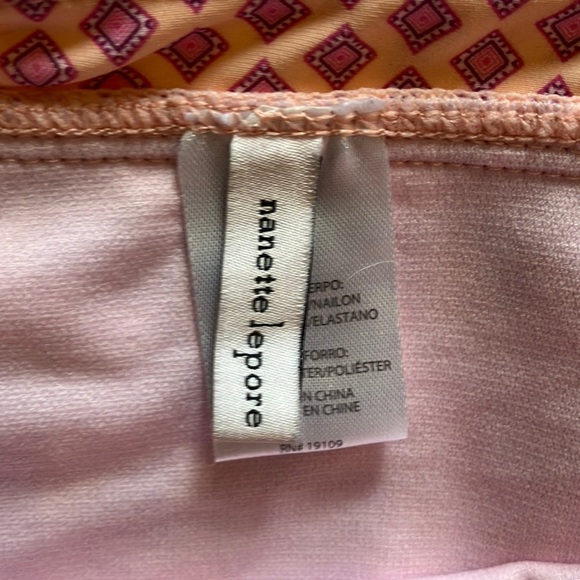 nanette lepore
ERPO:
/NAILON
/ELASTANO
FORRO:
TER/POLIÉSTER
N CHINA
EN CHINE
RN# 19109